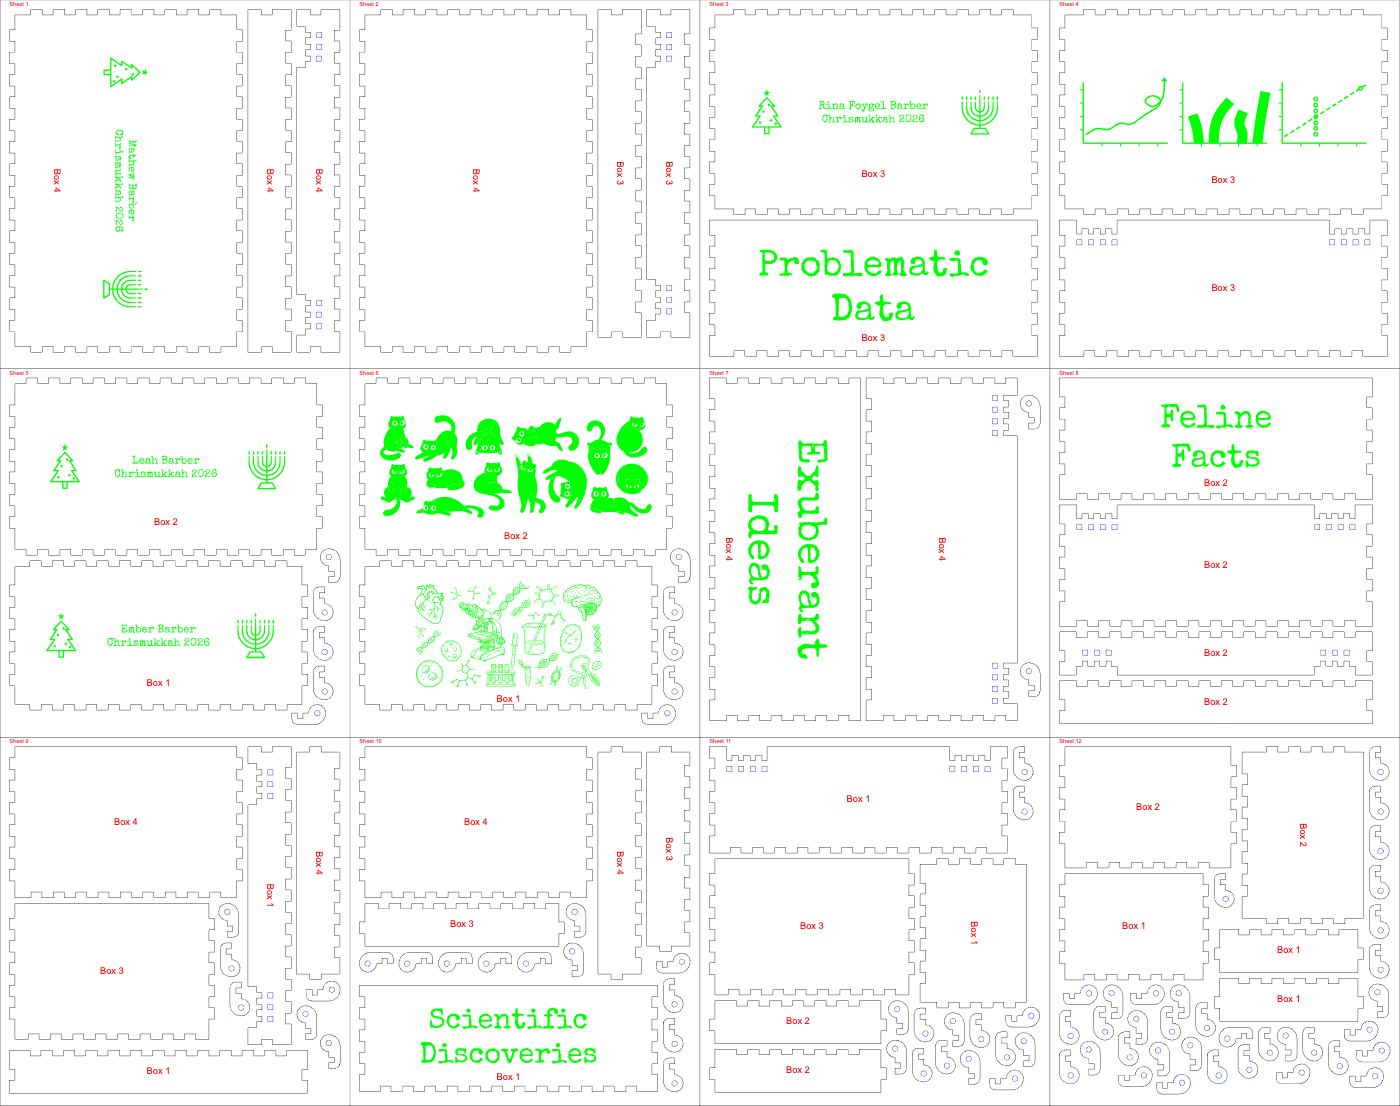 Sheet 1
Mathew Barber
Chrismukkah 2026
Box 4
Box 4
Box 4
Sheet 2
Box 4
Box 3
Box 3
Sheet 3
Rina Foygel Barber
Chrismukkah 2026
Box 3
Problematic
Data
Box 3
Sheet 4
Box 3
Box 3
Sheet 5
Leah Barber
Chrismukkah 2026
Box 2
Ember Barber
Chrismukkah 2026
Box 1
Sheet 6
Box 2
Box 1
Sheet 7
Exuberant
Ideas
Box 4
Box 4
Sheet 8
Feline
Facts
Box 2
Box 2
Box 2
Box 2
Sheet 9
Box 4
Box 1
Box 4
Box 3
Box 1
Sheet 10
Box 4
Box 4
Box 3
Box 3
Scientific
Discoveries
Box 1
Sheet 11
Box 1
Box 3
Box 1
Box 2
Box 2
Sheet 12
Box 2
Box 2
Box 1
Box 1
Box 1